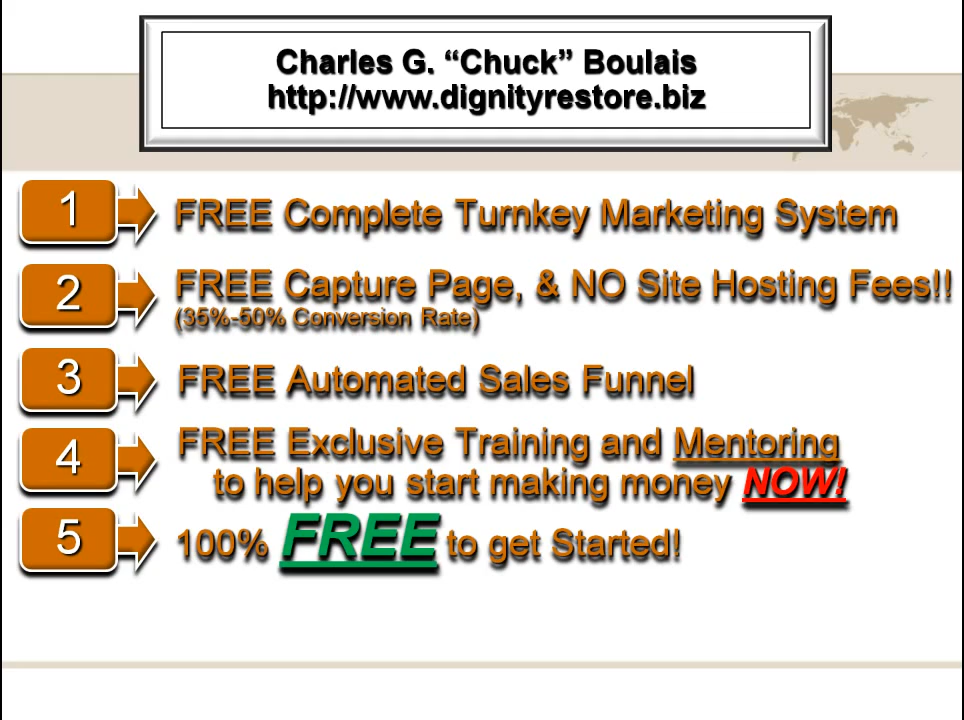 Charles G. “Chuck” Boulais
http://www.dignityrestore.biz
1 FREE Complete Turnkey Marketing System
2 FREE Capture Page, & NO Site Hosting Fees!!
(35%-50% Conversion Rate)
3 FREE Automated Sales Funnel
4 FREE Exclusive Training and Mentoring
to help you start making money NOW!
5 100% FREE to get Started!